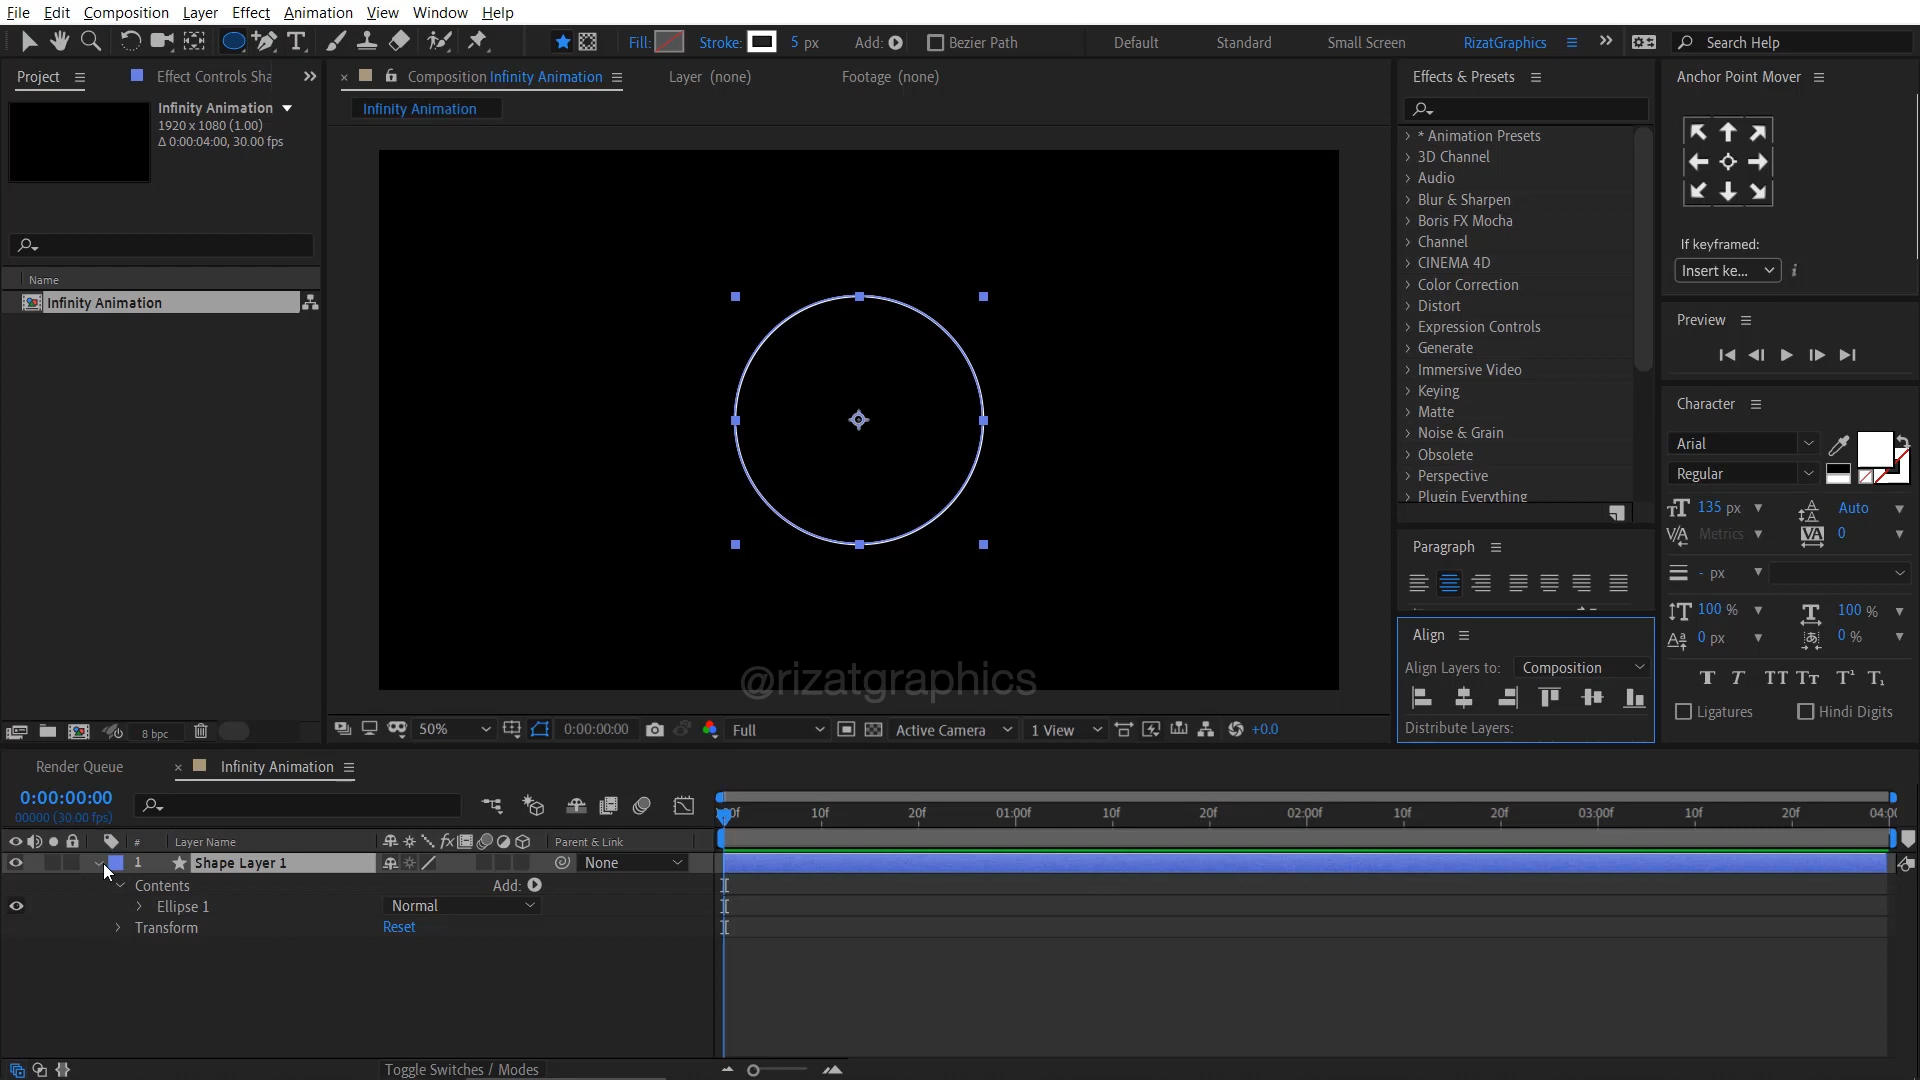 File Edit Composition Layer Effect Animation View Window Help
Fill: Stroke: 5 px Add: Bezier Path Default Standard Small Screen RizatGraphics Search Help
Project Effect Controls Sha
Composition Infinity Animation Layer (none) Footage (none)
Effects & Presets
Anchor Point Mover
Infinity Animation
1920 x 1080 (1.00)
Δ 0:00:04:00, 30.00 fps
Infinity Animation
* Animation Presets
3D Channel
Audio
Blur & Sharpen
Boris FX Mocha
Channel
CINEMA 4D
Color Correction
Distort
Expression Controls
Generate
Immersive Video
Keying
Matte
Noise & Grain
Obsolete
Perspective
Plugin Everything
If keyframed:
Insert ke...
Name
Infinity Animation
Preview
Character
Arial
Regular
135 px Auto
Metrics 0
- px
100 % 100 %
0 px 0 %
Ligatures Hindi Digits
Paragraph
Align
Align Layers to: Composition
Distribute Layers:
@rizatgraphics
8 bpc
50% 0:00:00:00 Full Active Camera 1 View +0.0
Render Queue Infinity Animation
0:00:00:00
00000 (30.00 fps)
:00f 10f 20f 01:00f 10f 20f 02:00f 10f 20f 03:00f 10f 20f 04:00
# Layer Name Parent & Link
1 Shape Layer 1 None
Contents Add:
Ellipse 1 Normal
Transform Reset
Toggle Switches / Modes